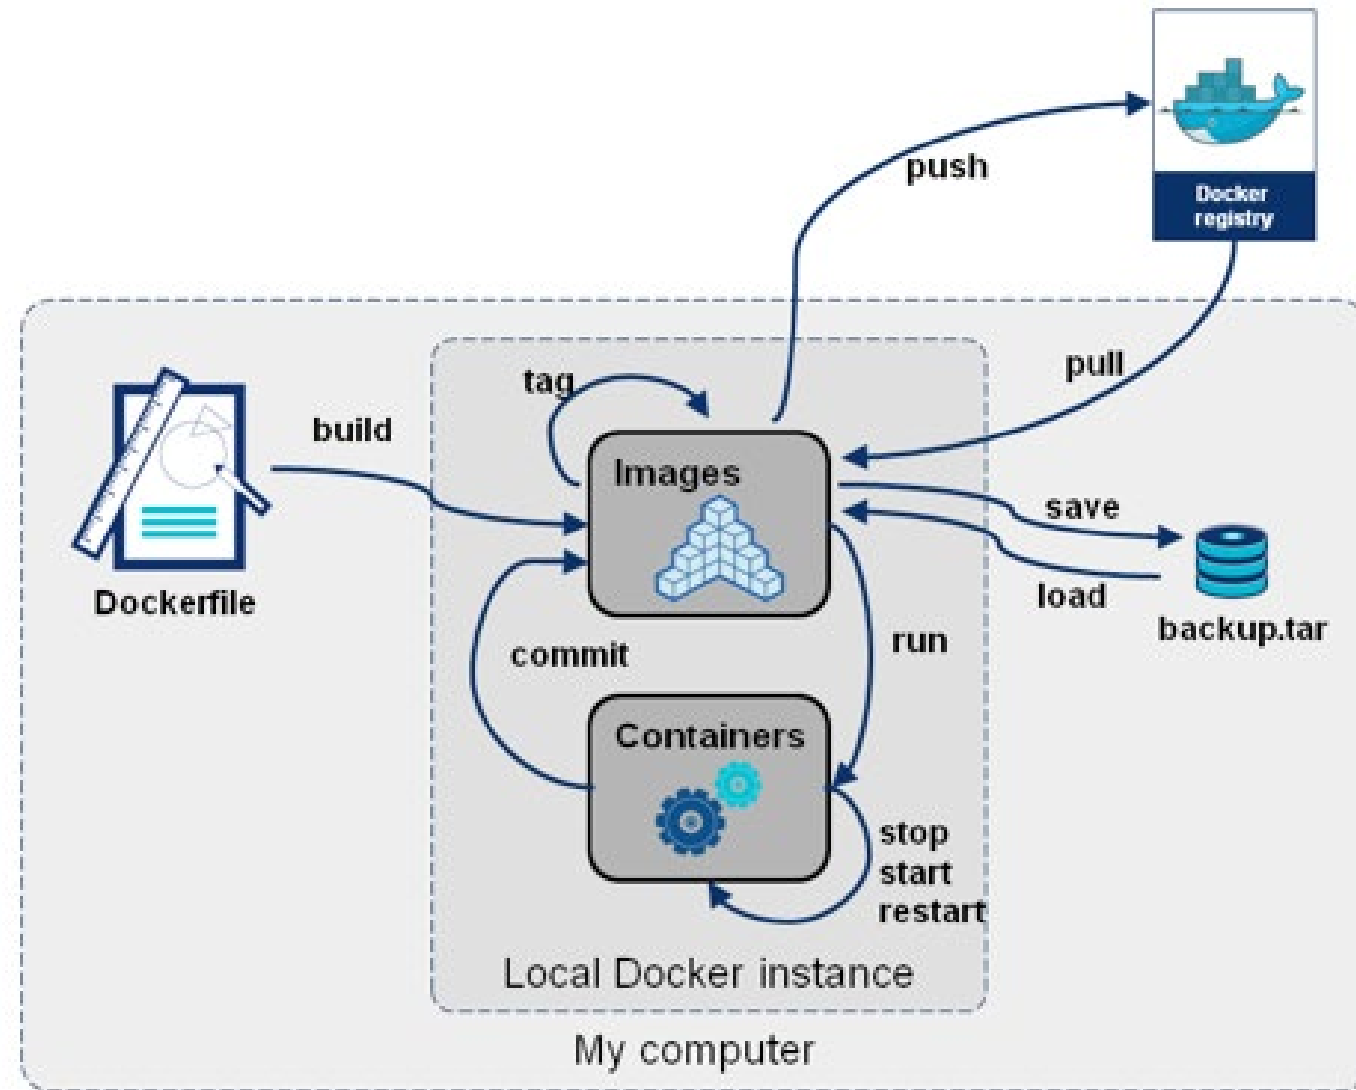 Docker
registry
push
pull
tag
build
Images
save
load
Dockerfile
backup.tar
commit
run
Containers
stop
start
restart
Local Docker instance
My computer